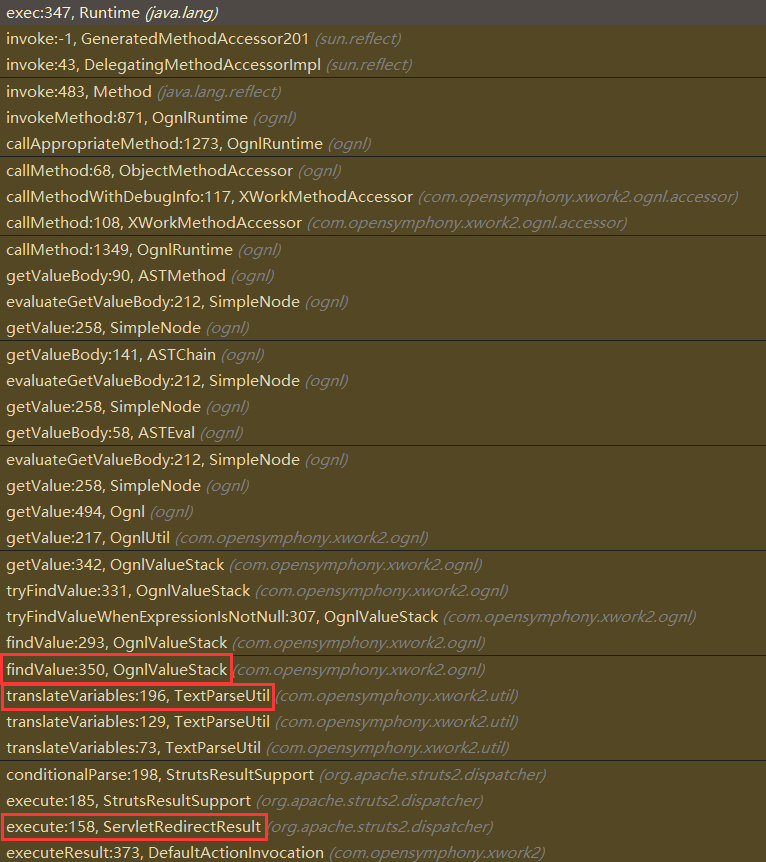 exec:347, Runtime (java.lang)
invoke:-1, GeneratedMethodAccessor201 (sun.reflect)
invoke:43, DelegatingMethodAccessorImpl (sun.reflect)
invoke:483, Method (java.lang.reflect)
invokeMethod:871, OgnlRuntime (ognl)
callAppropriateMethod:1273, OgnlRuntime (ognl)
callMethod:68, ObjectMethodAccessor (ognl)
callMethodWithDebugInfo:117, XWorkMethodAccessor (com.opensymphony.xwork2.ognl.accessor)
callMethod:108, XWorkMethodAccessor (com.opensymphony.xwork2.ognl.accessor)
callMethod:1349, OgnlRuntime (ognl)
getValueBody:90, ASTMethod (ognl)
evaluateGetValueBody:212, SimpleNode (ognl)
getValue:258, SimpleNode (ognl)
getValueBody:141, ASTChain (ognl)
evaluateGetValueBody:212, SimpleNode (ognl)
getValue:258, SimpleNode (ognl)
getValueBody:58, ASTEval (ognl)
evaluateGetValueBody:212, SimpleNode (ognl)
getValue:258, SimpleNode (ognl)
getValue:494, Ognl (ognl)
getValue:217, OgnlUtil (com.opensymphony.xwork2.ognl)
getValue:342, OgnlValueStack (com.opensymphony.xwork2.ognl)
tryFindValue:331, OgnlValueStack (com.opensymphony.xwork2.ognl)
tryFindValueWhenExpressionIsNotNull:307, OgnlValueStack (com.opensymphony.xwork2.ognl)
findValue:293, OgnlValueStack (com.opensymphony.xwork2.ognl)
findValue:350, OgnlValueStack (com.opensymphony.xwork2.ognl)
translateVariables:196, TextParseUtil (com.opensymphony.xwork2.util)
translateVariables:129, TextParseUtil (com.opensymphony.xwork2.util)
translateVariables:73, TextParseUtil (com.opensymphony.xwork2.util)
conditionalParse:198, StrutsResultSupport (org.apache.struts2.dispatcher)
execute:185, StrutsResultSupport (org.apache.struts2.dispatcher)
execute:158, ServletRedirectResult (org.apache.struts2.dispatcher)
executeResult:373, DefaultActionInvocation (com.opensymphony.xwork2)